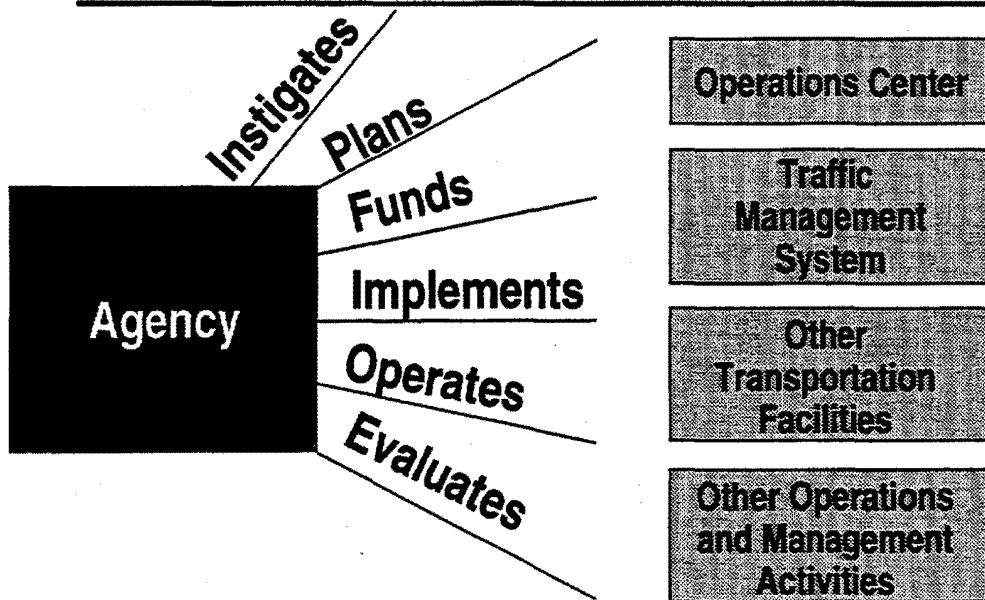 Instigates
Plans
Funds
Implements
Operates
Evaluates
Agency
Operations Center
Traffic
Management
System
Other
Transportation
Facilities
Other Operations
and Management
Activities